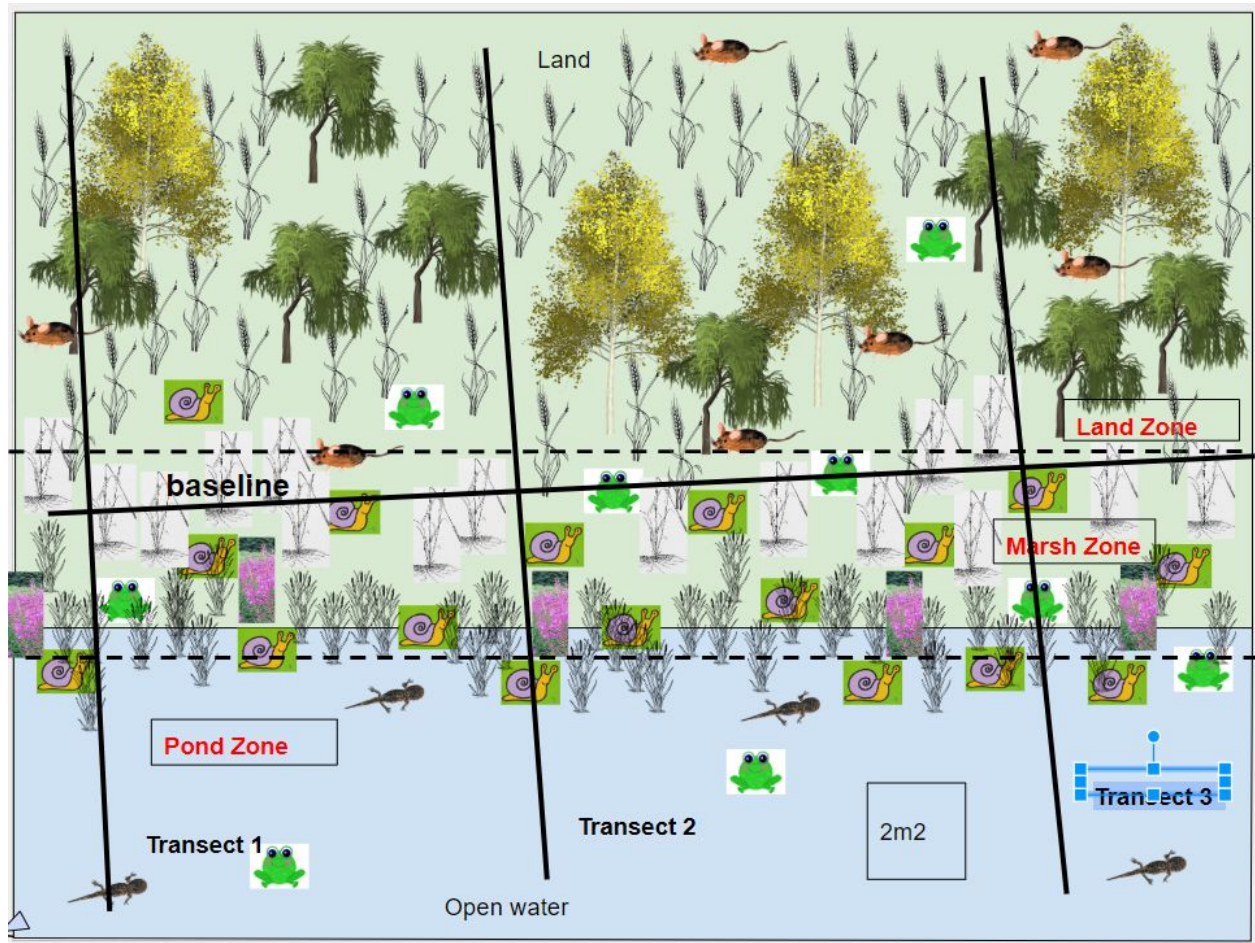 Land
Land Zone
baseline
Marsh Zone
Pond Zone
Transect 3
Transect 2
2m2
Transect 1
Open water